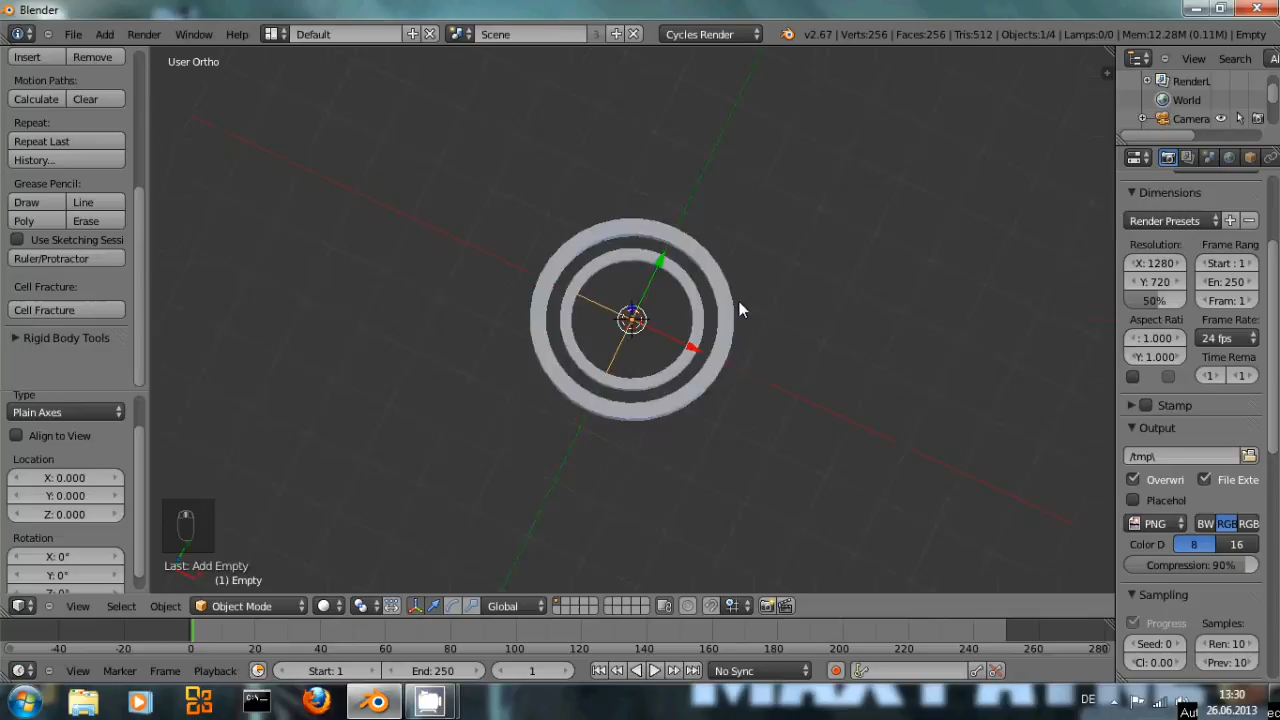 Blender
File Add Render Window Help Default Scene 3 Cycles Render v2.67 | Verts:256 | Faces:256 | Tris:512 | Objects:1/4 | Lamps:0/0 | Mem:12.28M (0.11M) | Empty
Insert Remove
Motion Paths:
Calculate Clear
Repeat:
Repeat Last
History...
Grease Pencil:
Draw Line
Poly Erase
Use Sketching Sessi
Ruler/Protractor
Cell Fracture:
Cell Fracture
Rigid Body Tools
Type
Plain Axes
Align to View
Location
X: 0.000
Y: 0.000
Z: 0.000
Rotation
X: 0°
Y: 0°
User Ortho
Last: Add Empty
(1) Empty
View Select Object Object Mode Global
-40 -20 0 20 40 60 80 100 120 140 160 180 200 220 240 260 280
View Marker Frame Playback Start: 1 End: 250 1 No Sync
View Search Al
RenderL
World
Camera
Dimensions
Render Presets
Resolution: Frame Rang
X: 1280 Start : 1
Y: 720 En: 250
50% Fram: 1
Aspect Rati Frame Rate:
: 1.000 24 fps
Y: 1.000 Time Rema
1 1
Stamp
Output
/tmp\
Overwri File Exte
Placehol
PNG BW RGB RGB
Color D 8 16
Compression: 90%
Sampling
Progress Samples:
Seed: 0 Ren: 10
Cl: 0.00 Prev: 10
DE 13:30
26.06.2013